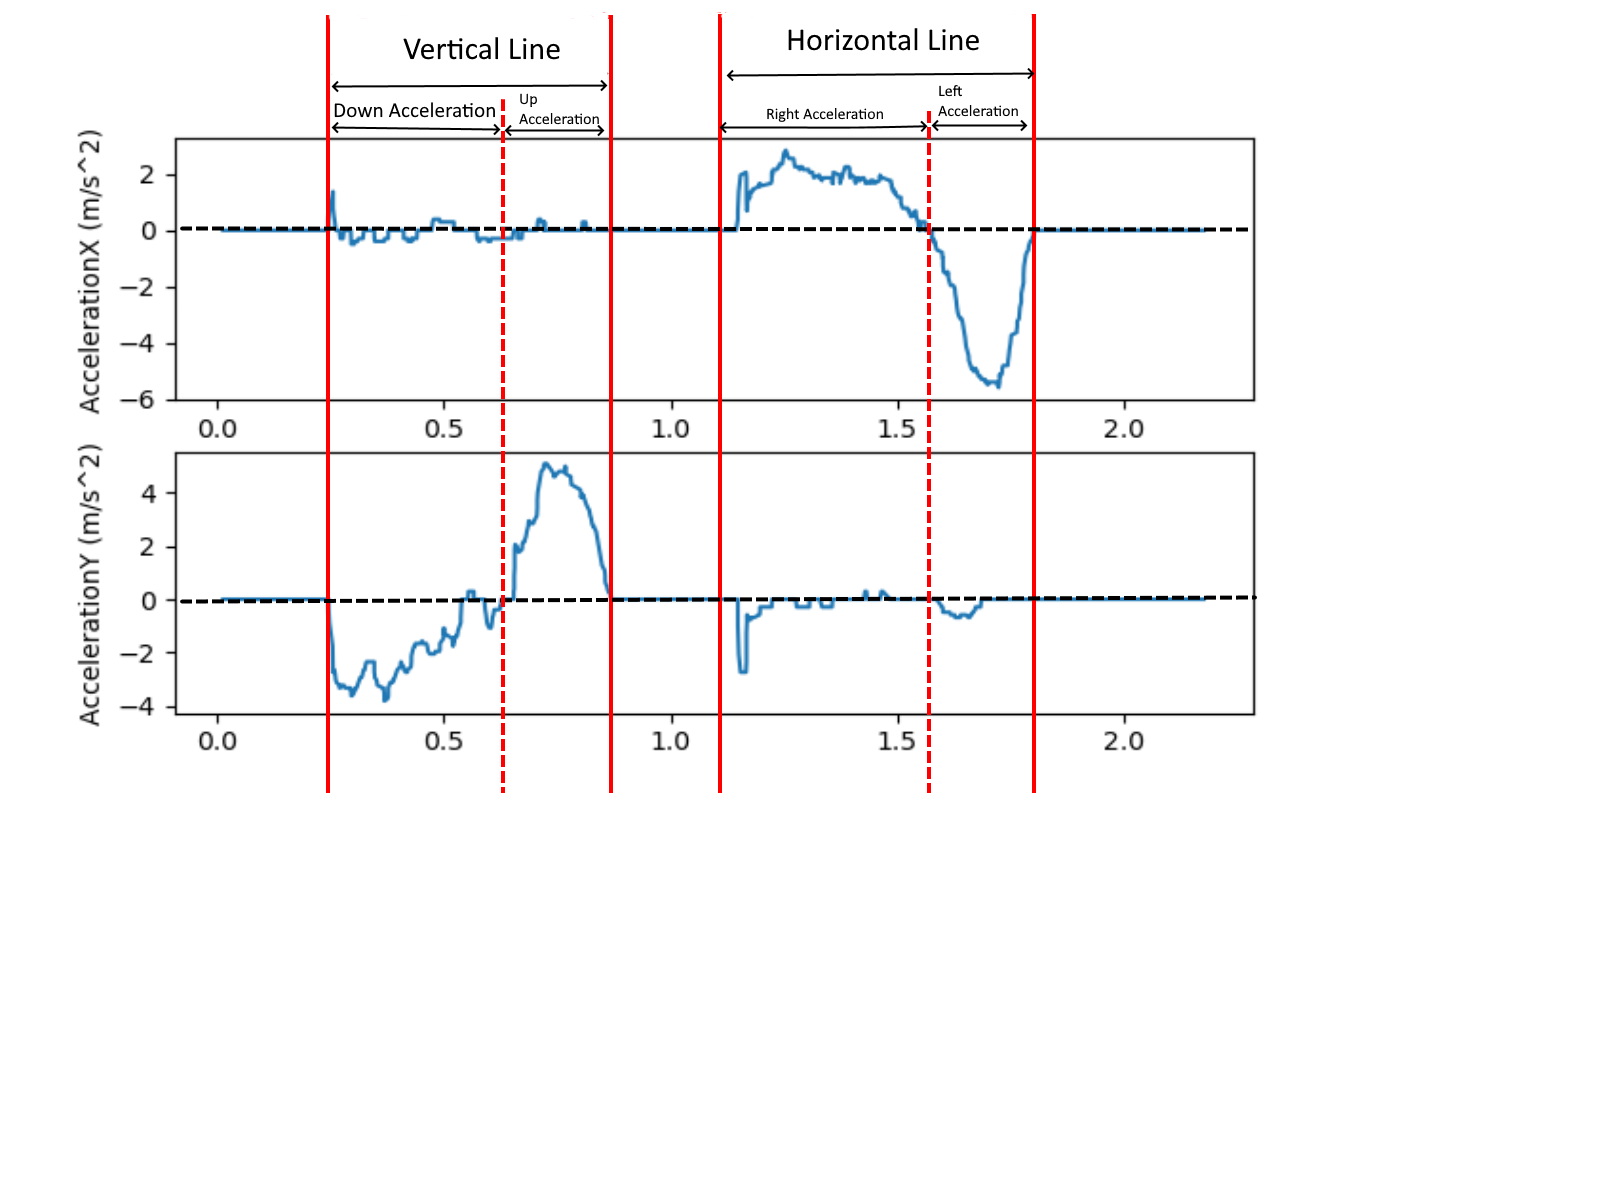 Vertical Line
Horizontal Line
Down Acceleration
Up
Acceleration
Right Acceleration
Left
Acceleration
AccelerationX (m/s^2)
2
0
−2
−4
−6
0.0 0.5 1.0 1.5 2.0
AccelerationY (m/s^2)
4
2
0
−2
−4
0.0 0.5 1.0 1.5 2.0